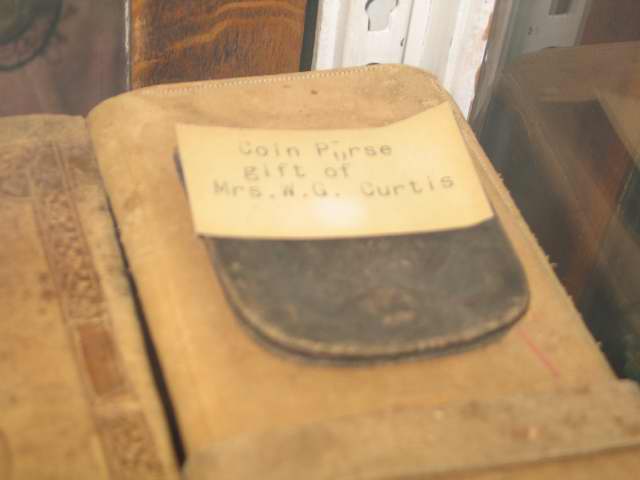 Coin Purse
gift of
Mrs. W.G. Curtis